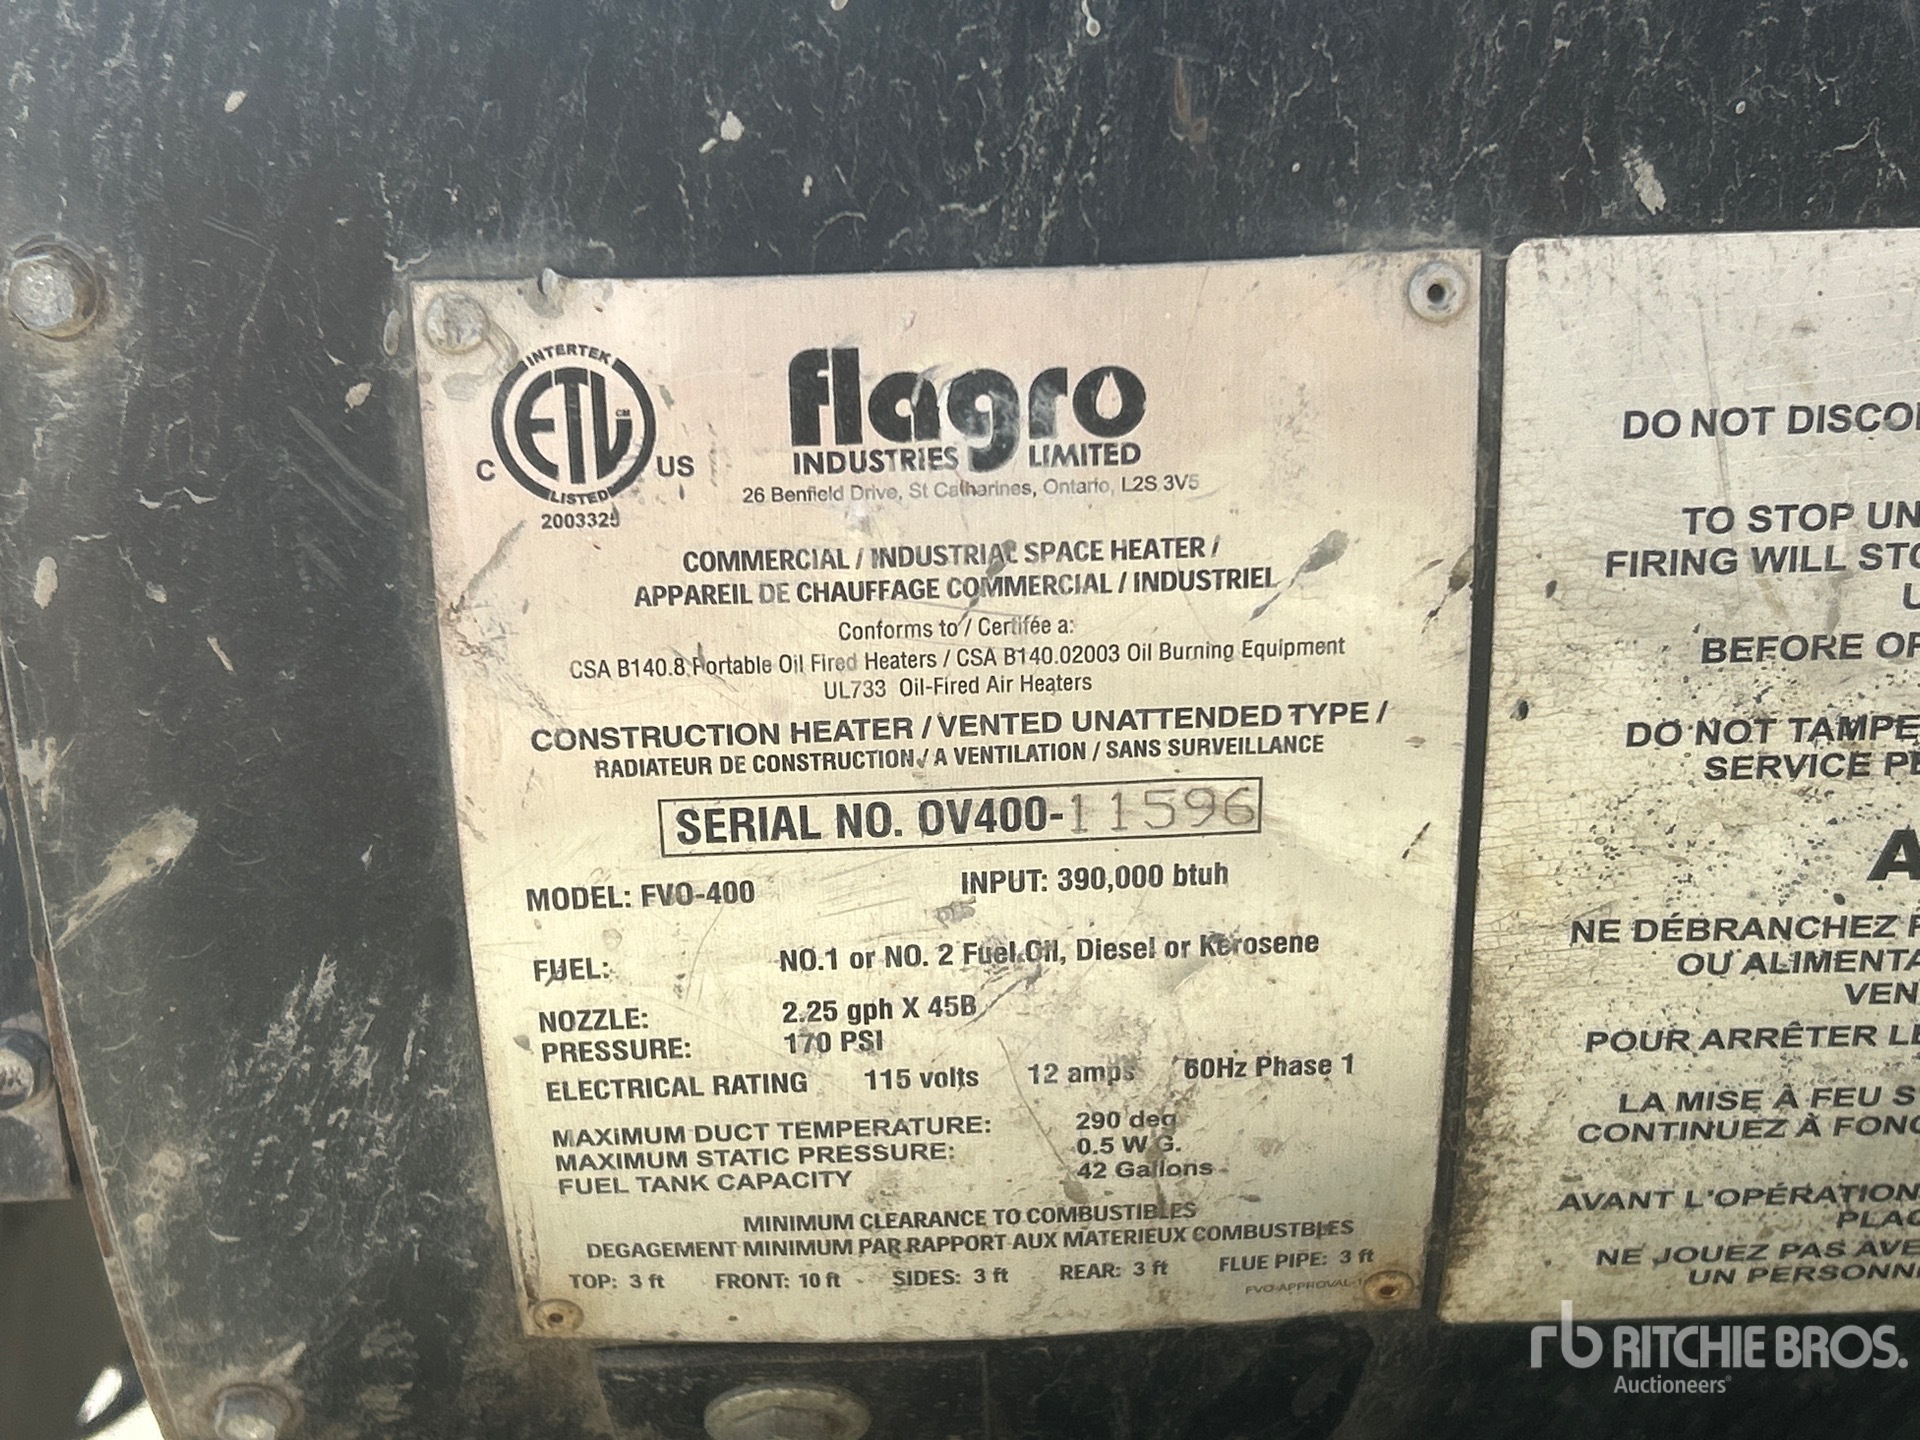 INTERTEK
ETL CM
C US
LISTED
2003325
flagro
INDUSTRIES LIMITED
26 Benfield Drive, St Catharines, Ontario, L2S 3V5
COMMERCIAL / INDUSTRIAL SPACE HEATER /
APPAREIL DE CHAUFFAGE COMMERCIAL / INDUSTRIEL
Conforms to / Certifée a:
CSA B140.8 Portable Oil Fired Heaters / CSA B140.02003 Oil Burning Equipment
UL733 Oil-Fired Air Heaters
CONSTRUCTION HEATER / VENTED UNATTENDED TYPE /
RADIATEUR DE CONSTRUCTION / A VENTILATION / SANS SURVEILLANCE
SERIAL NO. OV400-11596
MODEL: FVO-400 INPUT: 390,000 btuh
FUEL: NO.1 or NO. 2 Fuel Oil, Diesel or Kerosene
NOZZLE: 2.25 gph X 45B
PRESSURE: 170 PSI
ELECTRICAL RATING 115 volts 12 amps 60Hz Phase 1
MAXIMUM DUCT TEMPERATURE: 290 deg
MAXIMUM STATIC PRESSURE: 0.5 W.G.
FUEL TANK CAPACITY 42 Gallons
MINIMUM CLEARANCE TO COMBUSTIBLES
DEGAGEMENT MINIMUM PAR RAPPORT AUX MATERIEUX COMBUSTBLES
TOP: 3 ft FRONT: 10 ft SIDES: 3 ft REAR: 3 ft FLUE PIPE: 3 ft
FVO-APPROVAL-1
DO NOT DISCO
TO STOP UN
FIRING WILL STO
U
BEFORE OP
DO NOT TAMPE
SERVICE PE
A
NE DÉBRANCHEZ P
OU ALIMENTA
VEN
POUR ARRÊTER LE
LA MISE À FEU S
CONTINUEZ À FONC
AVANT L'OPÉRATION
PLAC
NE JOUEZ PAS AVE
UN PERSONN
rb RITCHIE BROS.
Auctioneers